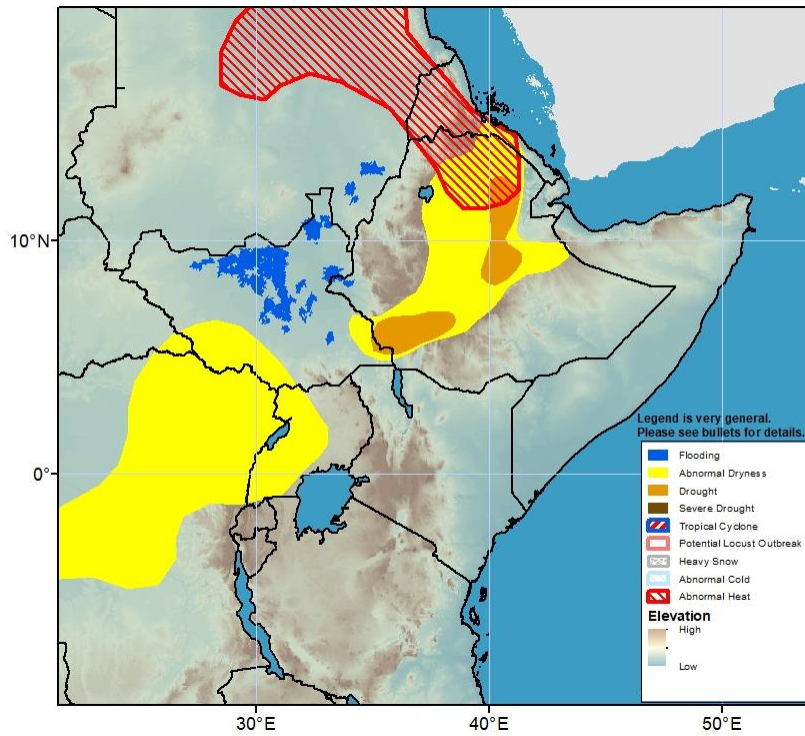 10°N
0°
Legend is very general.
Please see bullets for details.
Flooding
Abnormal Dryness
Drought
Severe Drought
Tropical Cyclone
Potential Locust Outbreak
Heavy Snow
Abnormal Cold
Abnormal Heat
Elevation
High
Low
30°E
40°E
50°E